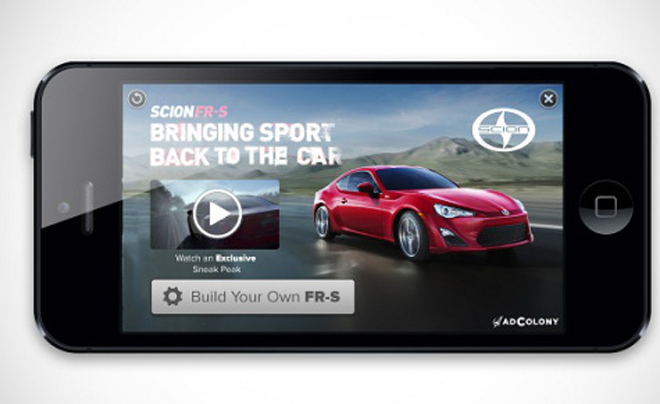 SCION FR-S
BRINGING SPORT
BACK TO THE CAR
SCION
Watch an Exclusive
Sneak Peak
Build Your Own FR-S
ADCOLONY